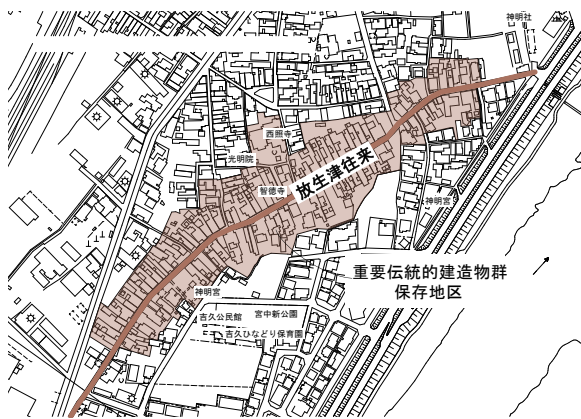 神明社
西照寺
光明院
放生津往来
智徳寺
神明宮
重要伝統的建造物群
保存地区
神明宮
吉久公民館
宮中新公園
吉久ひなどり保育園